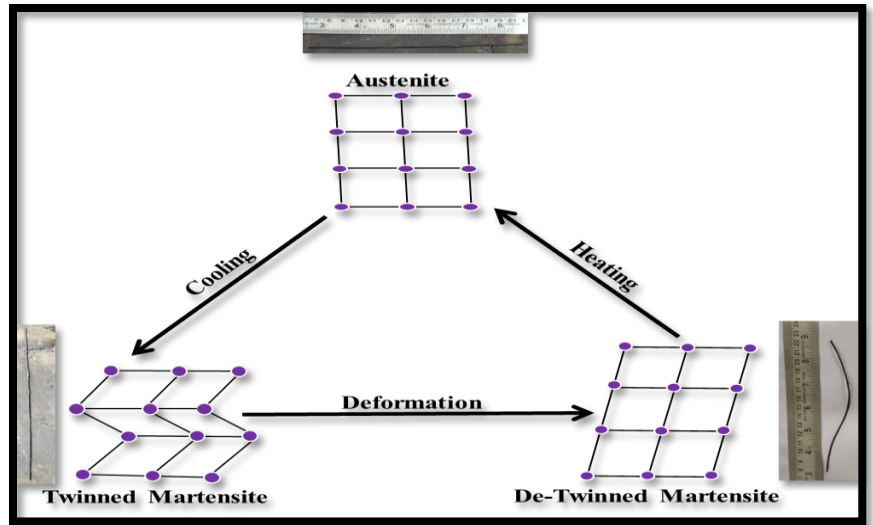 Austenite
Cooling
Heating
Deformation
Twinned Martensite
De-Twinned Martensite